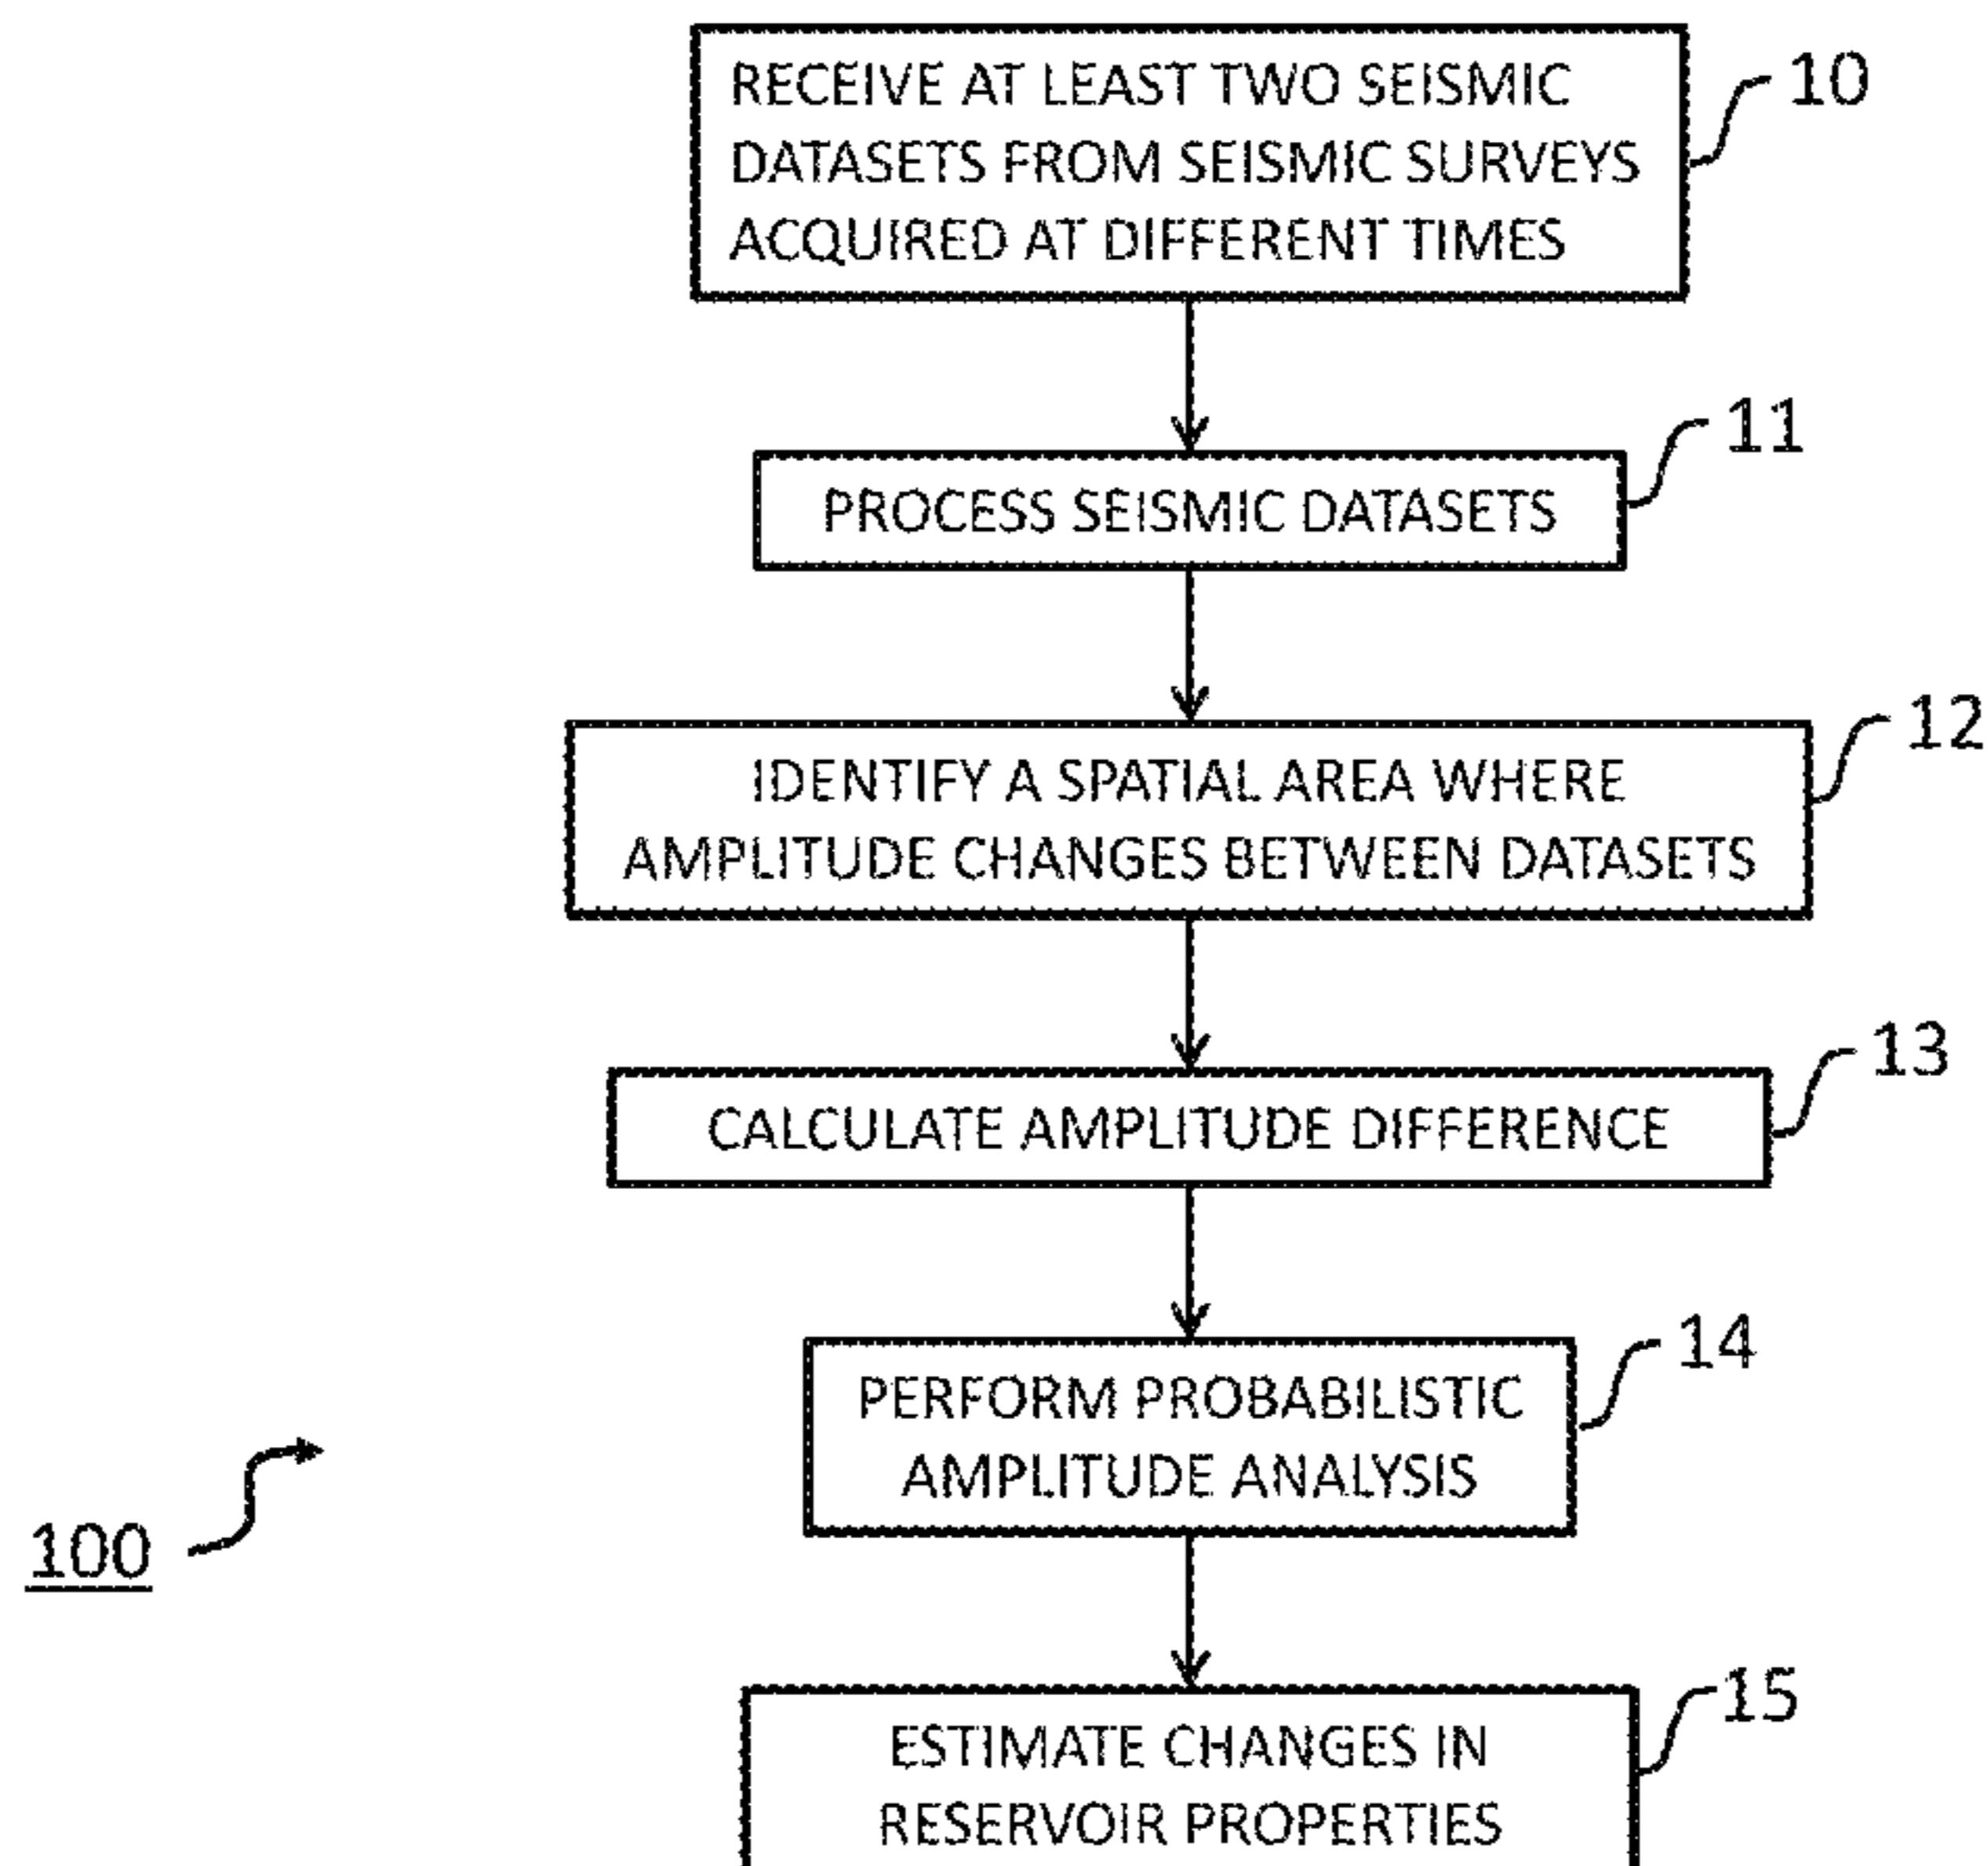 RECEIVE AT LEAST TWO SEISMIC
DATASETS FROM SEISMIC SURVEYS
ACQUIRED AT DIFFERENT TIMES
10
PROCESS SEISMIC DATASETS
11
IDENTIFY A SPATIAL AREA WHERE
AMPLITUDE CHANGES BETWEEN DATASETS
12
CALCULATE AMPLITUDE DIFFERENCE
13
PERFORM PROBABILISTIC
AMPLITUDE ANALYSIS
14
100
ESTIMATE CHANGES IN
RESERVOIR PROPERTIES
15